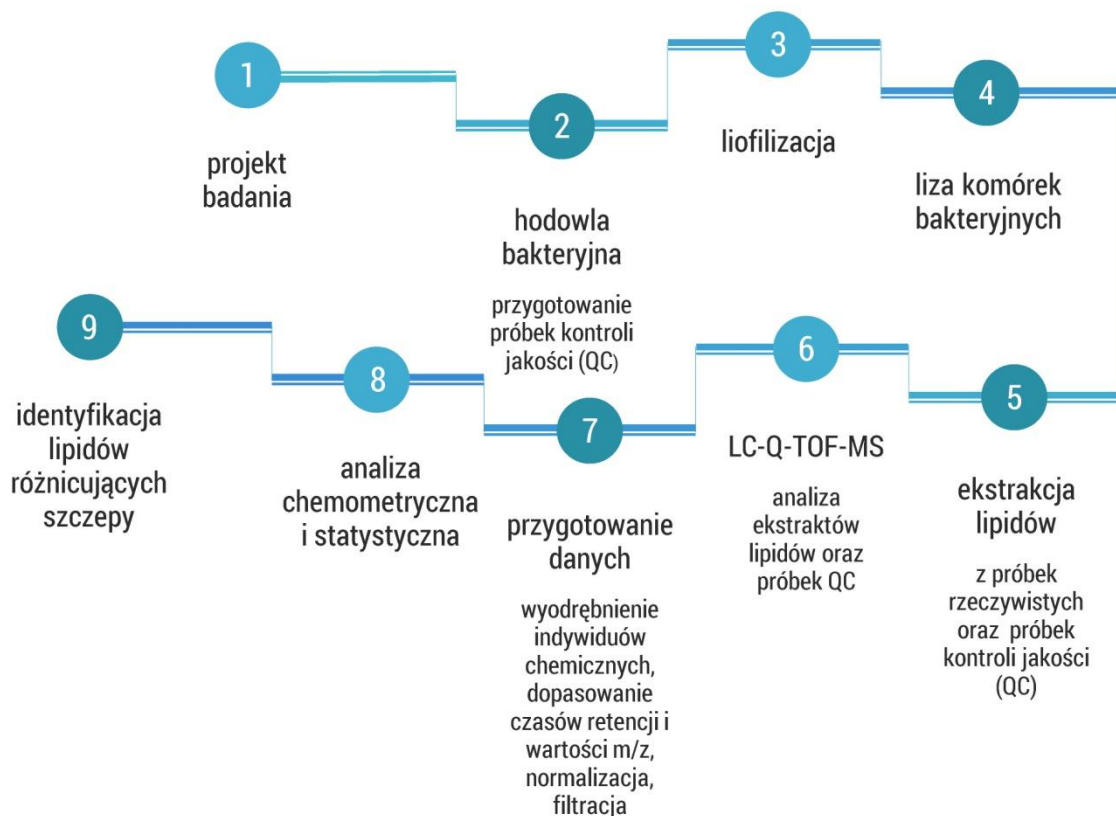 1
projekt
badania
2
hodowla
bakteryjna
przygotowanie
próbek kontroli
jakości (QC)
3
liofilizacja
4
liza komórek
bakteryjnych
5
ekstrakcja
lipidów
z próbek
rzeczywistych
oraz próbek
kontroli jakości
(QC)
6
LC-Q-TOF-MS
analiza
ekstraktów
lipidów oraz
próbek QC
7
przygotowanie
danych
wyodrębnienie
indywiduów
chemicznych,
dopasowanie
czasów retencji i
wartości m/z,
normalizacja,
filtracja
8
analiza
chemometryczna
i statystyczna
9
identyfikacja
lipidów
różnicujących
szczepy